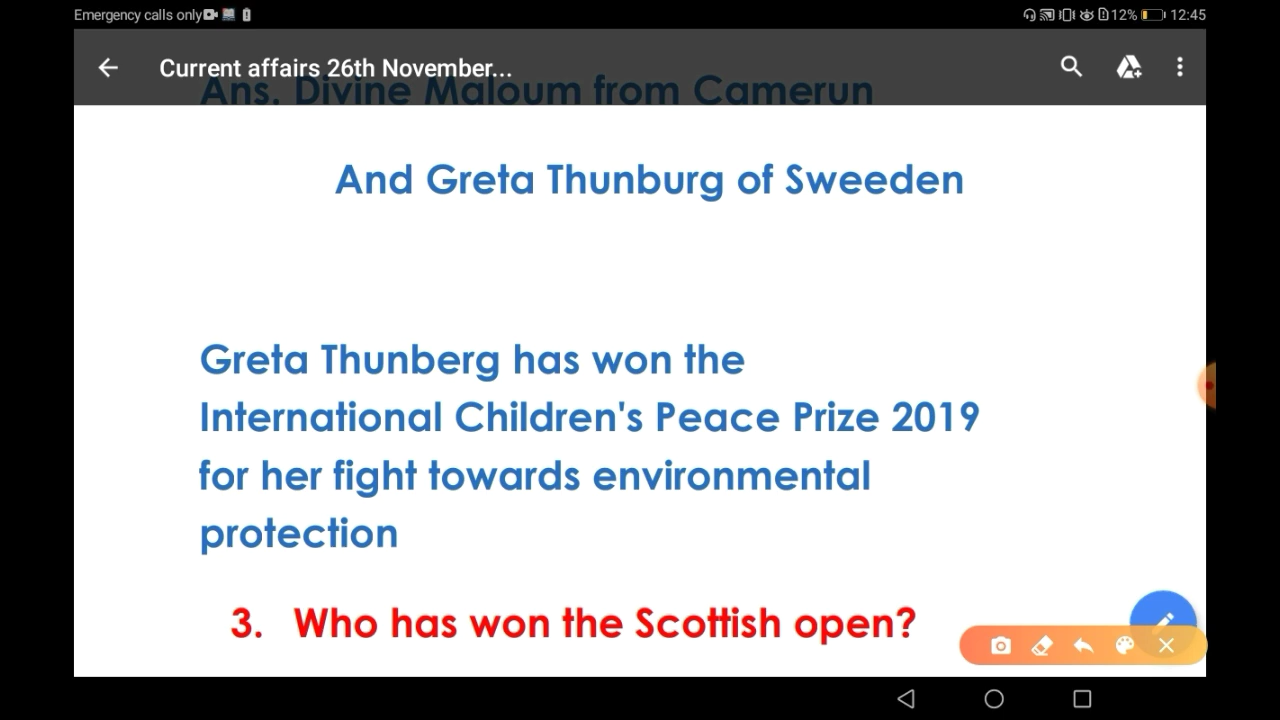 Emergency calls only
12% 12:45
Current affairs 26th November...
Ans. Divine Maloum from Camerun
And Greta Thunburg of Sweeden
Greta Thunberg has won the
International Children's Peace Prize 2019
for her fight towards environmental
protection
3. Who has won the Scottish open?